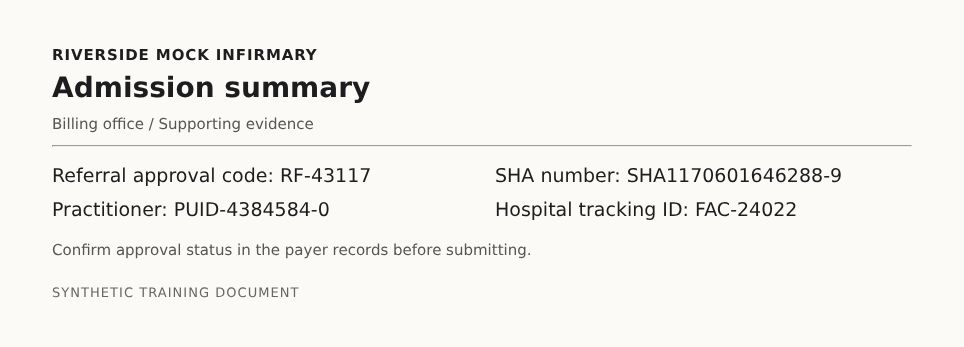 RIVERSIDE MOCK INFIRMARY
Admission summary
Billing office / Supporting evidence
Referral approval code: RF-43117
SHA number: SHA1170601646288-9
Practitioner: PUID-4384584-0
Hospital tracking ID: FAC-24022
Confirm approval status in the payer records before submitting.
SYNTHETIC TRAINING DOCUMENT